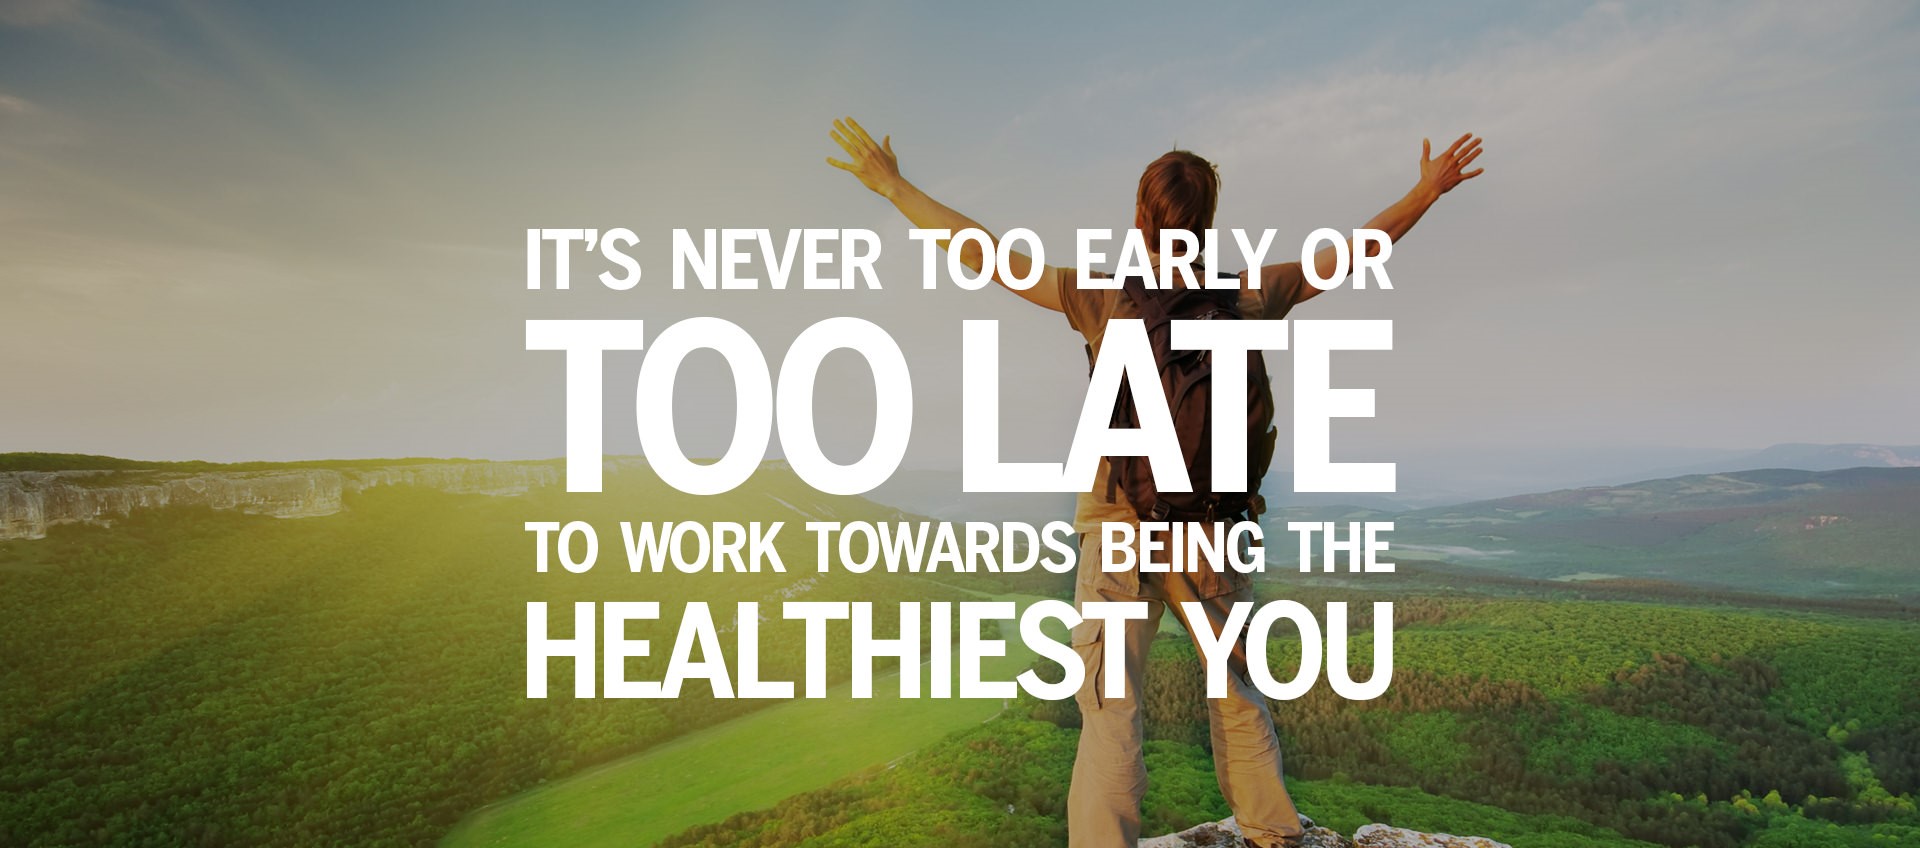 IT'S NEVER TOO EARLY OR
TOO LATE
TO WORK TOWARDS BEING THE
HEALTHIEST YOU